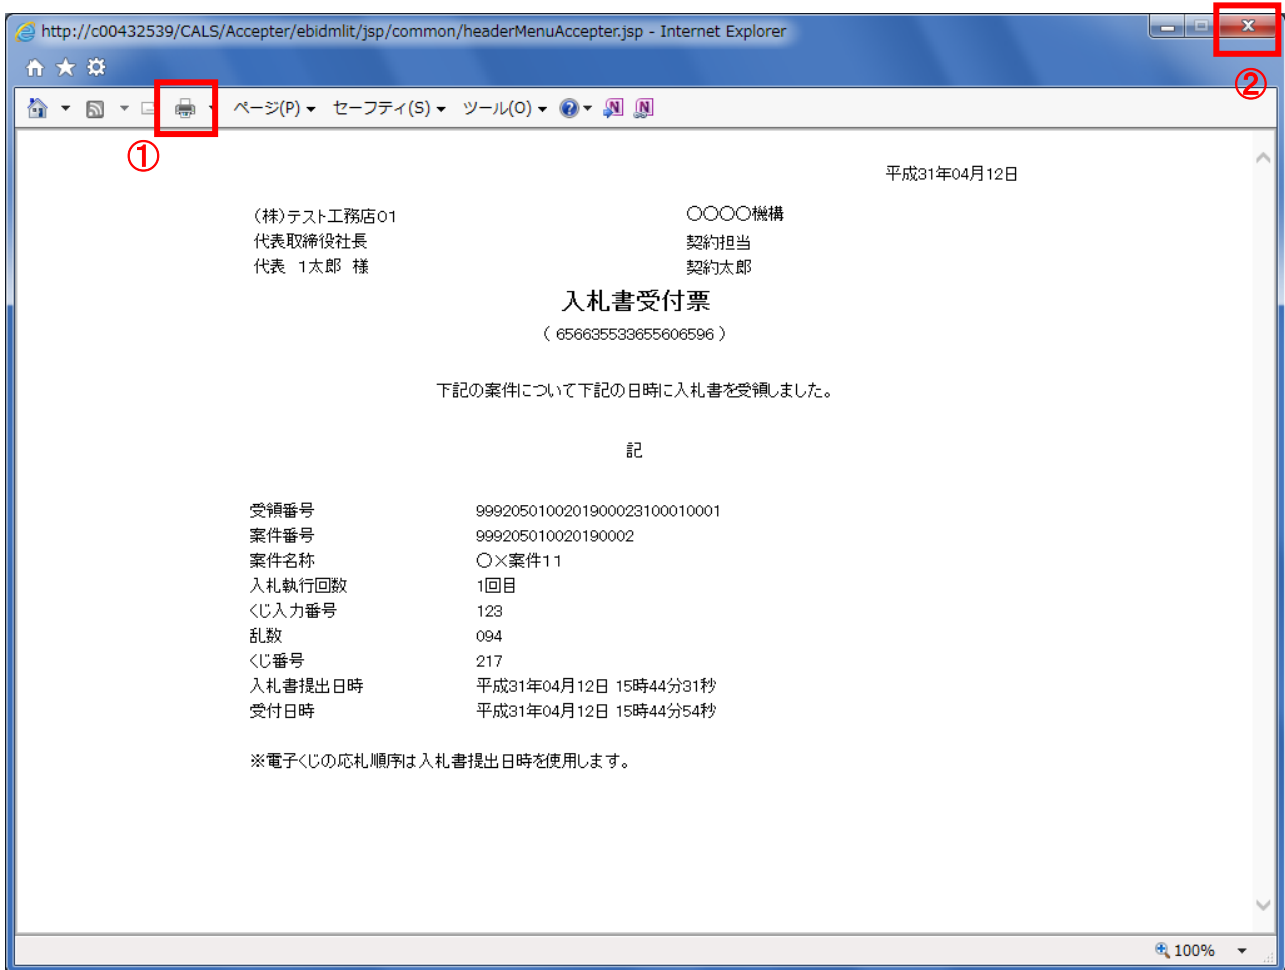 http://c00432539/CALS/Accepter/ebidmlit/jsp/common/headerMenuAccepter.jsp - Internet Explorer
②
ページ(P) セーフティ(S) ツール(O)
①
平成31年04月12日
(株)テスト工務店01 〇〇〇〇機構
代表取締役社長 契約担当
代表 1太郎 様 契約太郎
入札書受付票
( 656635533655606596 )
下記の案件について下記の日時に入札書を受領しました。
記
受領番号 9992050100201900023100010001
案件番号 999205010020190002
案件名称 〇×案件11
入札執行回数 1回目
くじ入力番号 123
乱数 094
くじ番号 217
入札書提出日時 平成31年04月12日 15時44分31秒
受付日時 平成31年04月12日 15時44分54秒
※電子くじの応札順序は入札書提出日時を使用します。
100%